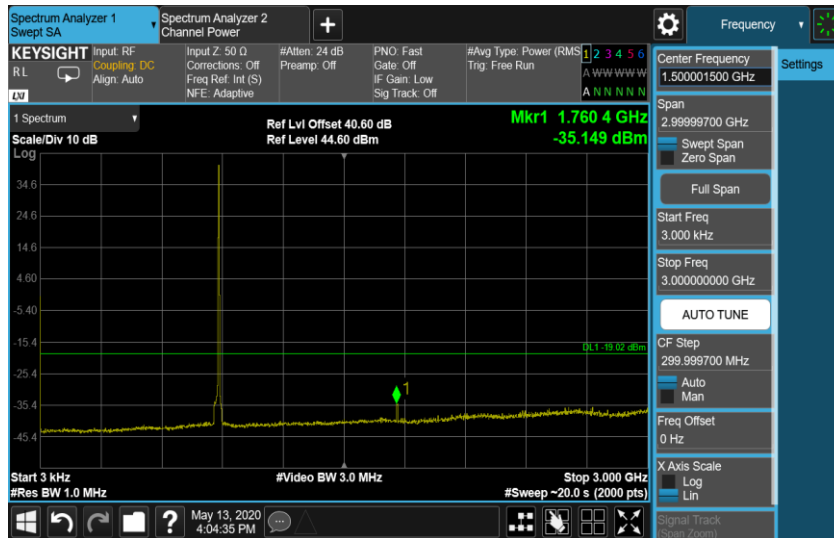 Spectrum Analyzer 1
Swept SA
Spectrum Analyzer 2
Channel Power
Frequency
KEYSIGHT
R L
LXI
Input: RF
Coupling: DC
Align: Auto
Input Z: 50 Ω
Corrections: Off
Freq Ref: Int (S)
NFE: Adaptive
#Atten: 24 dB
Preamp: Off
PNO: Fast
Gate: Off
IF Gain: Low
Sig Track: Off
#Avg Type: Power (RMS
Trig: Free Run
1 2 3 4 5 6
A W W W W W
A N N N N N
1 Spectrum
Scale/Div 10 dB
Ref Lvl Offset 40.60 dB
Ref Level 44.60 dBm
Mkr1 1.760 4 GHz
-35.149 dBm
Log
34.6
24.6
14.6
4.60
-5.40
-15.4
-25.4
-35.4
-45.4
DL1 -19.02 dBm
1
Start 3 kHz
#Res BW 1.0 MHz
#Video BW 3.0 MHz
Stop 3.000 GHz
#Sweep ~20.0 s (2000 pts)
May 13, 2020
4:04:35 PM
Settings
Center Frequency
1.500001500 GHz
Span
2.99999700 GHz
Swept Span
Zero Span
Full Span
Start Freq
3.000 kHz
Stop Freq
3.000000000 GHz
AUTO TUNE
CF Step
299.999700 MHz
Auto
Man
Freq Offset
0 Hz
X Axis Scale
Log
Lin
Signal Track
(Span Zoom)